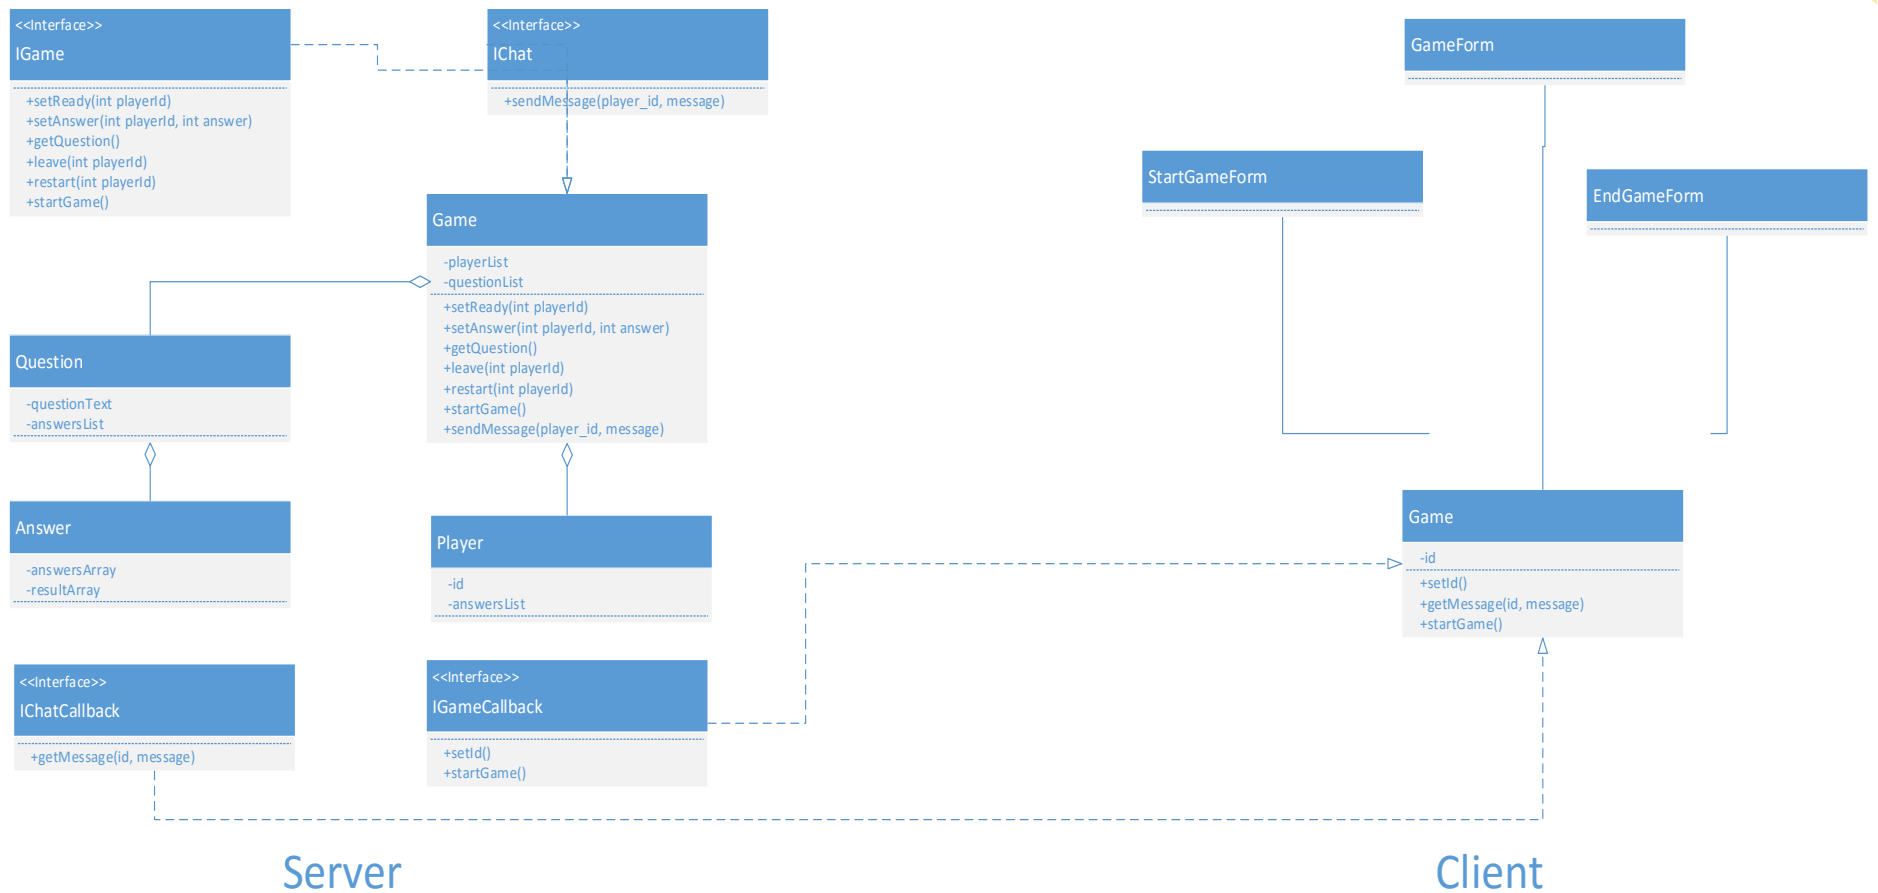 <<Interface>>
IGame
+setReady(int playerId)
+setAnswer(int playerId, int answer)
+getQuestion()
+leave(int playerId)
+restart(int playerId)
+startGame()
<<Interface>>
IChat
+sendMessage(player_id, message)
Game
-playerList
-questionList
+setReady(int playerId)
+setAnswer(int playerId, int answer)
+getQuestion()
+leave(int playerId)
+restart(int playerId)
+startGame()
+sendMessage(player_id, message)
Question
-questionText
-answersList
Answer
-answersArray
-resultArray
Player
-id
-answersList
<<Interface>>
IChatCallback
+getMessage(id, message)
<<Interface>>
IGameCallback
+setId()
+startGame()
Server
GameForm
StartGameForm
EndGameForm
Game
-id
+setId()
+getMessage(id, message)
+startGame()
Client